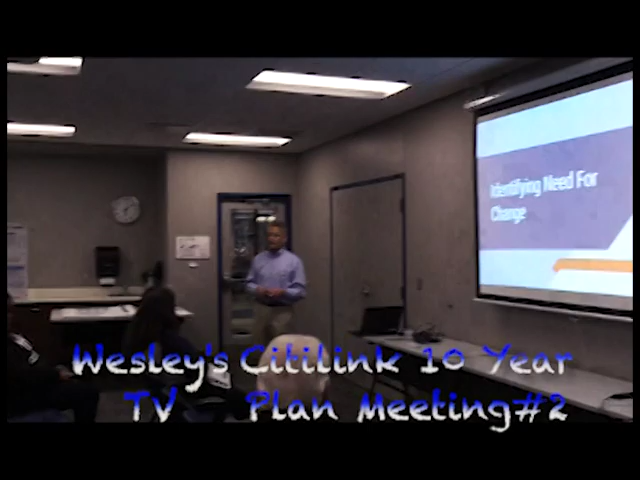 Identifying Need For
Change
Wesley's Citilink 10 Year
TV Plan Meeting#2